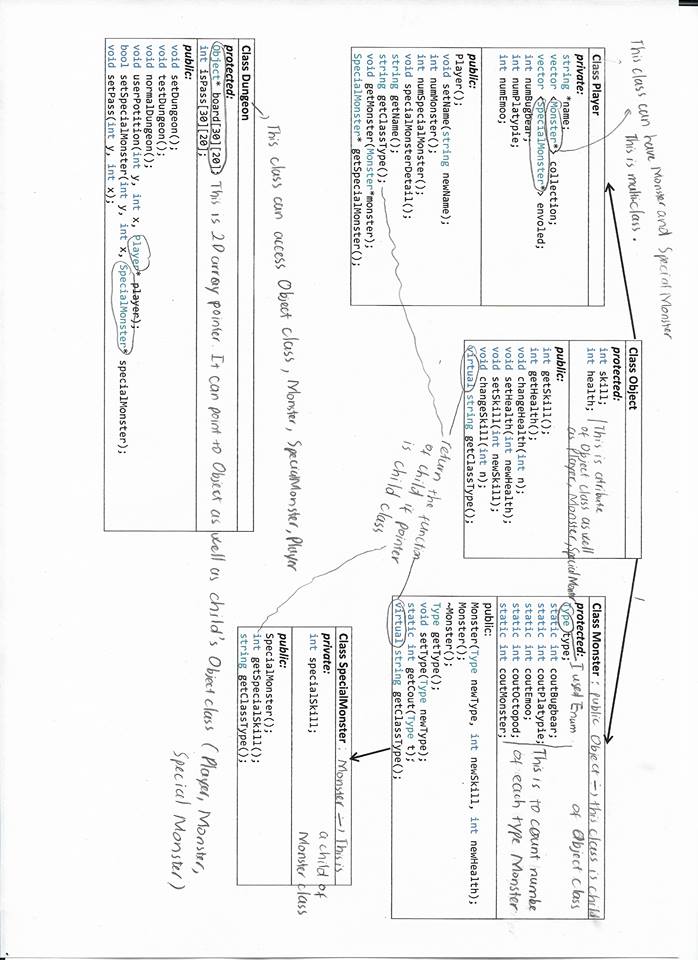 This class can have Monster and Special Monster
This is multiclass.
Class Object
protected:
int skill;
int health;
This is atribute
of Object class as well
as Player, Monster, Special Monster
public:
int getSkill();
int getHealth();
void changeHealth(int n);
void setHealth(int newHealth);
void setSkill(int newSkill);
void changeSkill(int n);
virtual string getClassType();
Class Player
private:
string *name;
vector <Monster*> collection;
vector <SpecialMonster*> envoled;
int numBugbear;
int numPlatypie;
int numEmoo;
public:
Player();
void setName(string newName);
int numMonster();
int numSpecialMonster();
void specialMonsterDetail();
string getName();
string getClassType();
void getMonster(Monster*monster);
SpecialMonster* getSpecialMonster();
return the function
of child if pointer
is child class
Class Monster : public Object → this class is child
of Object class
protected:
I used Enum
Type type;
static int coutBugbear;
static int coutPlatypie;
static int coutEmoo;
static int coutOctopod;
static int coutMonster;
This is to count numbe
of each type Monster
public:
Monster(Type newType, int newSkill, int newHealth);
Monster();
~Monster();
Type getType();
void setType(Type newType);
static int getCout(Type t);
virtual string getClassType();
Class SpecialMonster : Monster → This is
a child of
Monster class
private:
int specialSkill;
public:
SpecialMonster();
int getSpecialSkill();
string getClassType();
This class can access Object class, Monster, SpecialMonster, Player
Class Dungeon
protected:
Object* board[30][20]; This is 2D array pointer. It can point to Object as well as child's Object class (Player, Monster,
Special Monster)
int isPass[30][20];
public:
void setDungeon();
void testDungeon();
void normalDungeon();
void userPotition(int y, int x, Player* player);
bool setSpecialMonster(int y, int x, SpecialMonster* specialMonster);
void setPass(int y, int x);